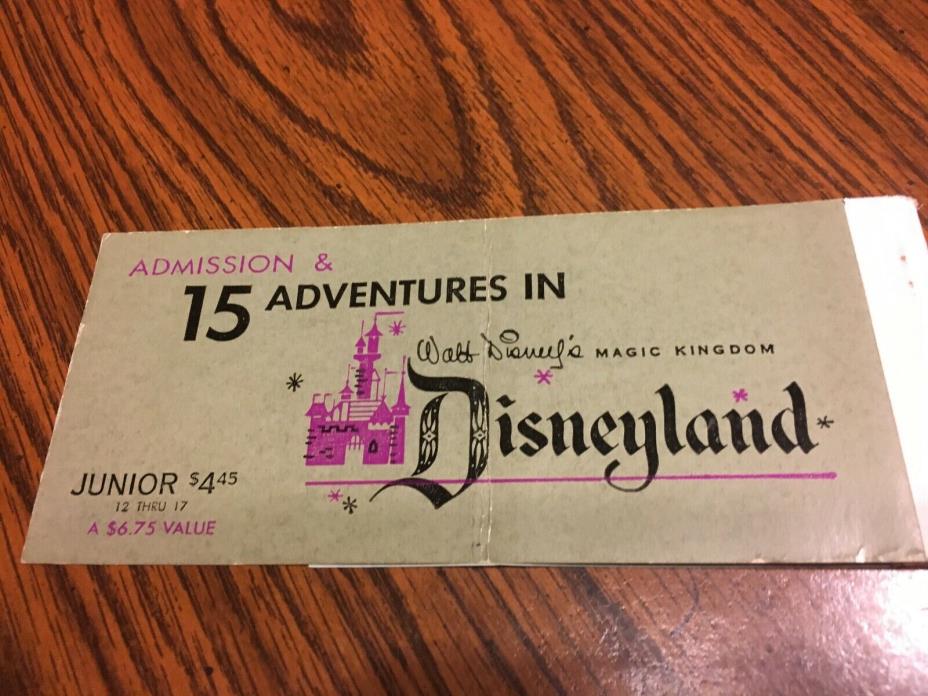 ADMISSION &
15 ADVENTURES IN
Walt Disney's MAGIC KINGDOM
Disneyland
JUNIOR $4.45
12 THRU 17
A $6.75 VALUE